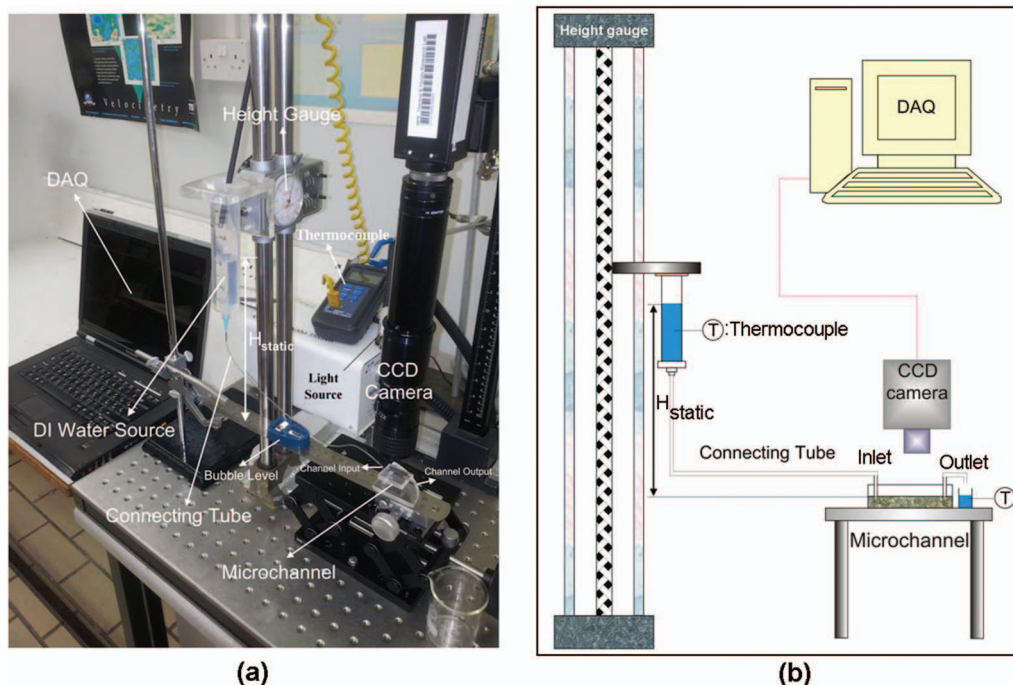 Velocimetry
Height Gauge
DAQ
Thermocouple
H static
Light
Source
CCD
Camera
DI Water Source
Bubble Level
Channel Input
Channel Output
Connecting Tube
Microchannel
(a)
Height gauge
DAQ
T :Thermocouple
CCD
camera
H static
Connecting Tube
Inlet
Outlet
T
Microchannel
(b)